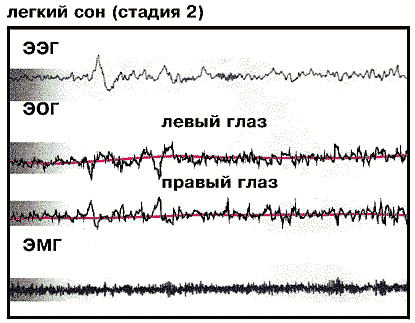 легкий сон (стадия 2)
ЭЭГ
ЭОГ
левый глаз
правый глаз
ЭМГ